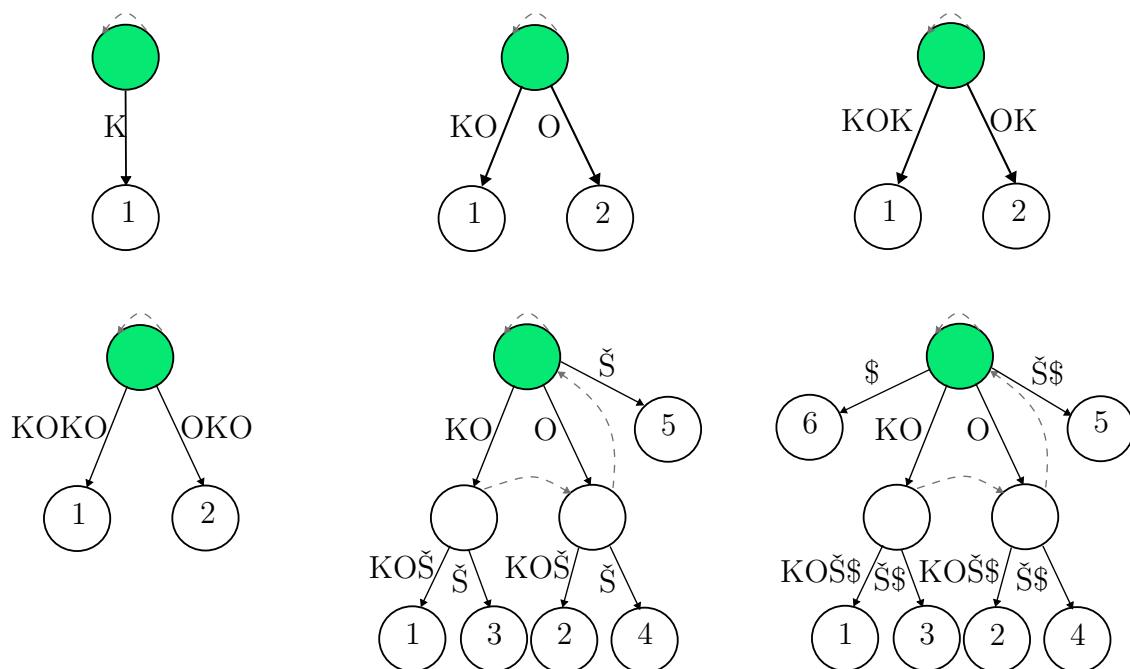 K
1
KO O
1 2
KOK OK
1 2
KOKO OKO
1 2
Š
KO O
5
KOŠ Š KOŠ Š
1 3 2 4
$ Š$
6 KO O 5
KOŠ$ Š$ KOŠ$ Š$
1 3 2 4